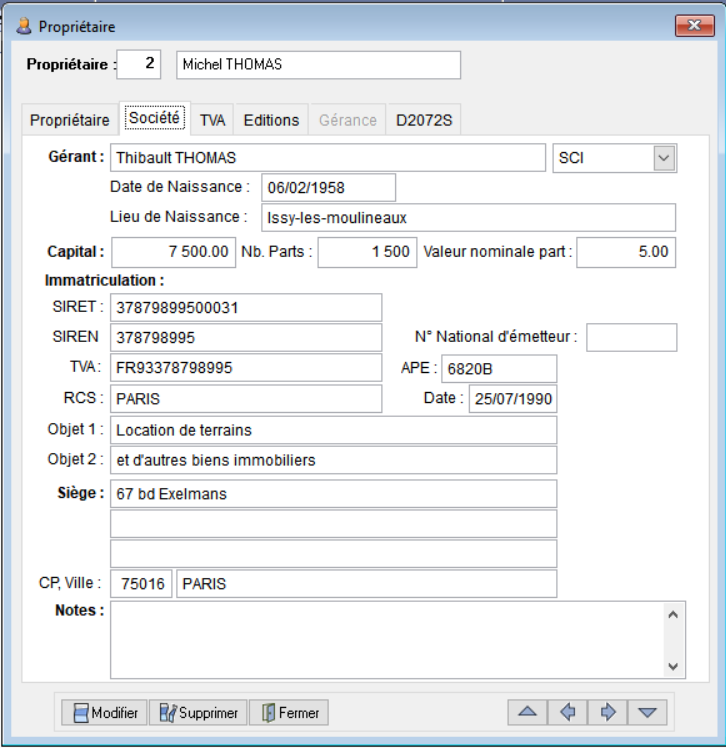 Propriétaire
Propriétaire : 2 Michel THOMAS
Propriétaire Société TVA Editions Gérance D2072S
Gérant : Thibault THOMAS SCI
Date de Naissance : 06/02/1958
Lieu de Naissance : Issy-les-moulineaux
Capital : 7 500.00 Nb. Parts : 1 500 Valeur nominale part : 5.00
Immatriculation :
SIRET : 37879899500031
SIREN 378798995 N° National d'émetteur :
TVA : FR93378798995 APE : 6820B
RCS : PARIS Date : 25/07/1990
Objet 1 : Location de terrains
Objet 2 : et d'autres biens immobiliers
Siège : 67 bd Exelmans
CP, Ville : 75016 PARIS
Notes :
Modifier Supprimer Fermer